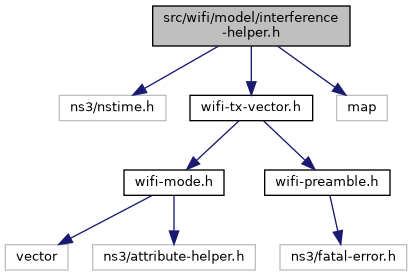 src/wifi/model/interference
-helper.h
ns3/nstime.h
wifi-tx-vector.h
map
wifi-mode.h
wifi-preamble.h
vector
ns3/attribute-helper.h
ns3/fatal-error.h